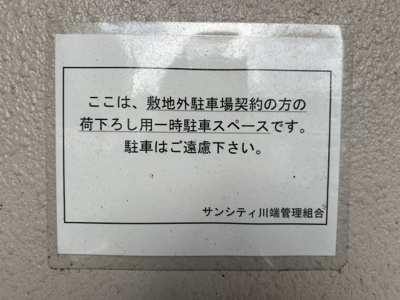 ここは、敷地外駐車場契約の方の
荷下ろし用一時駐車スペースです。
駐車はご遠慮下さい。
サンシティ川端管理組合